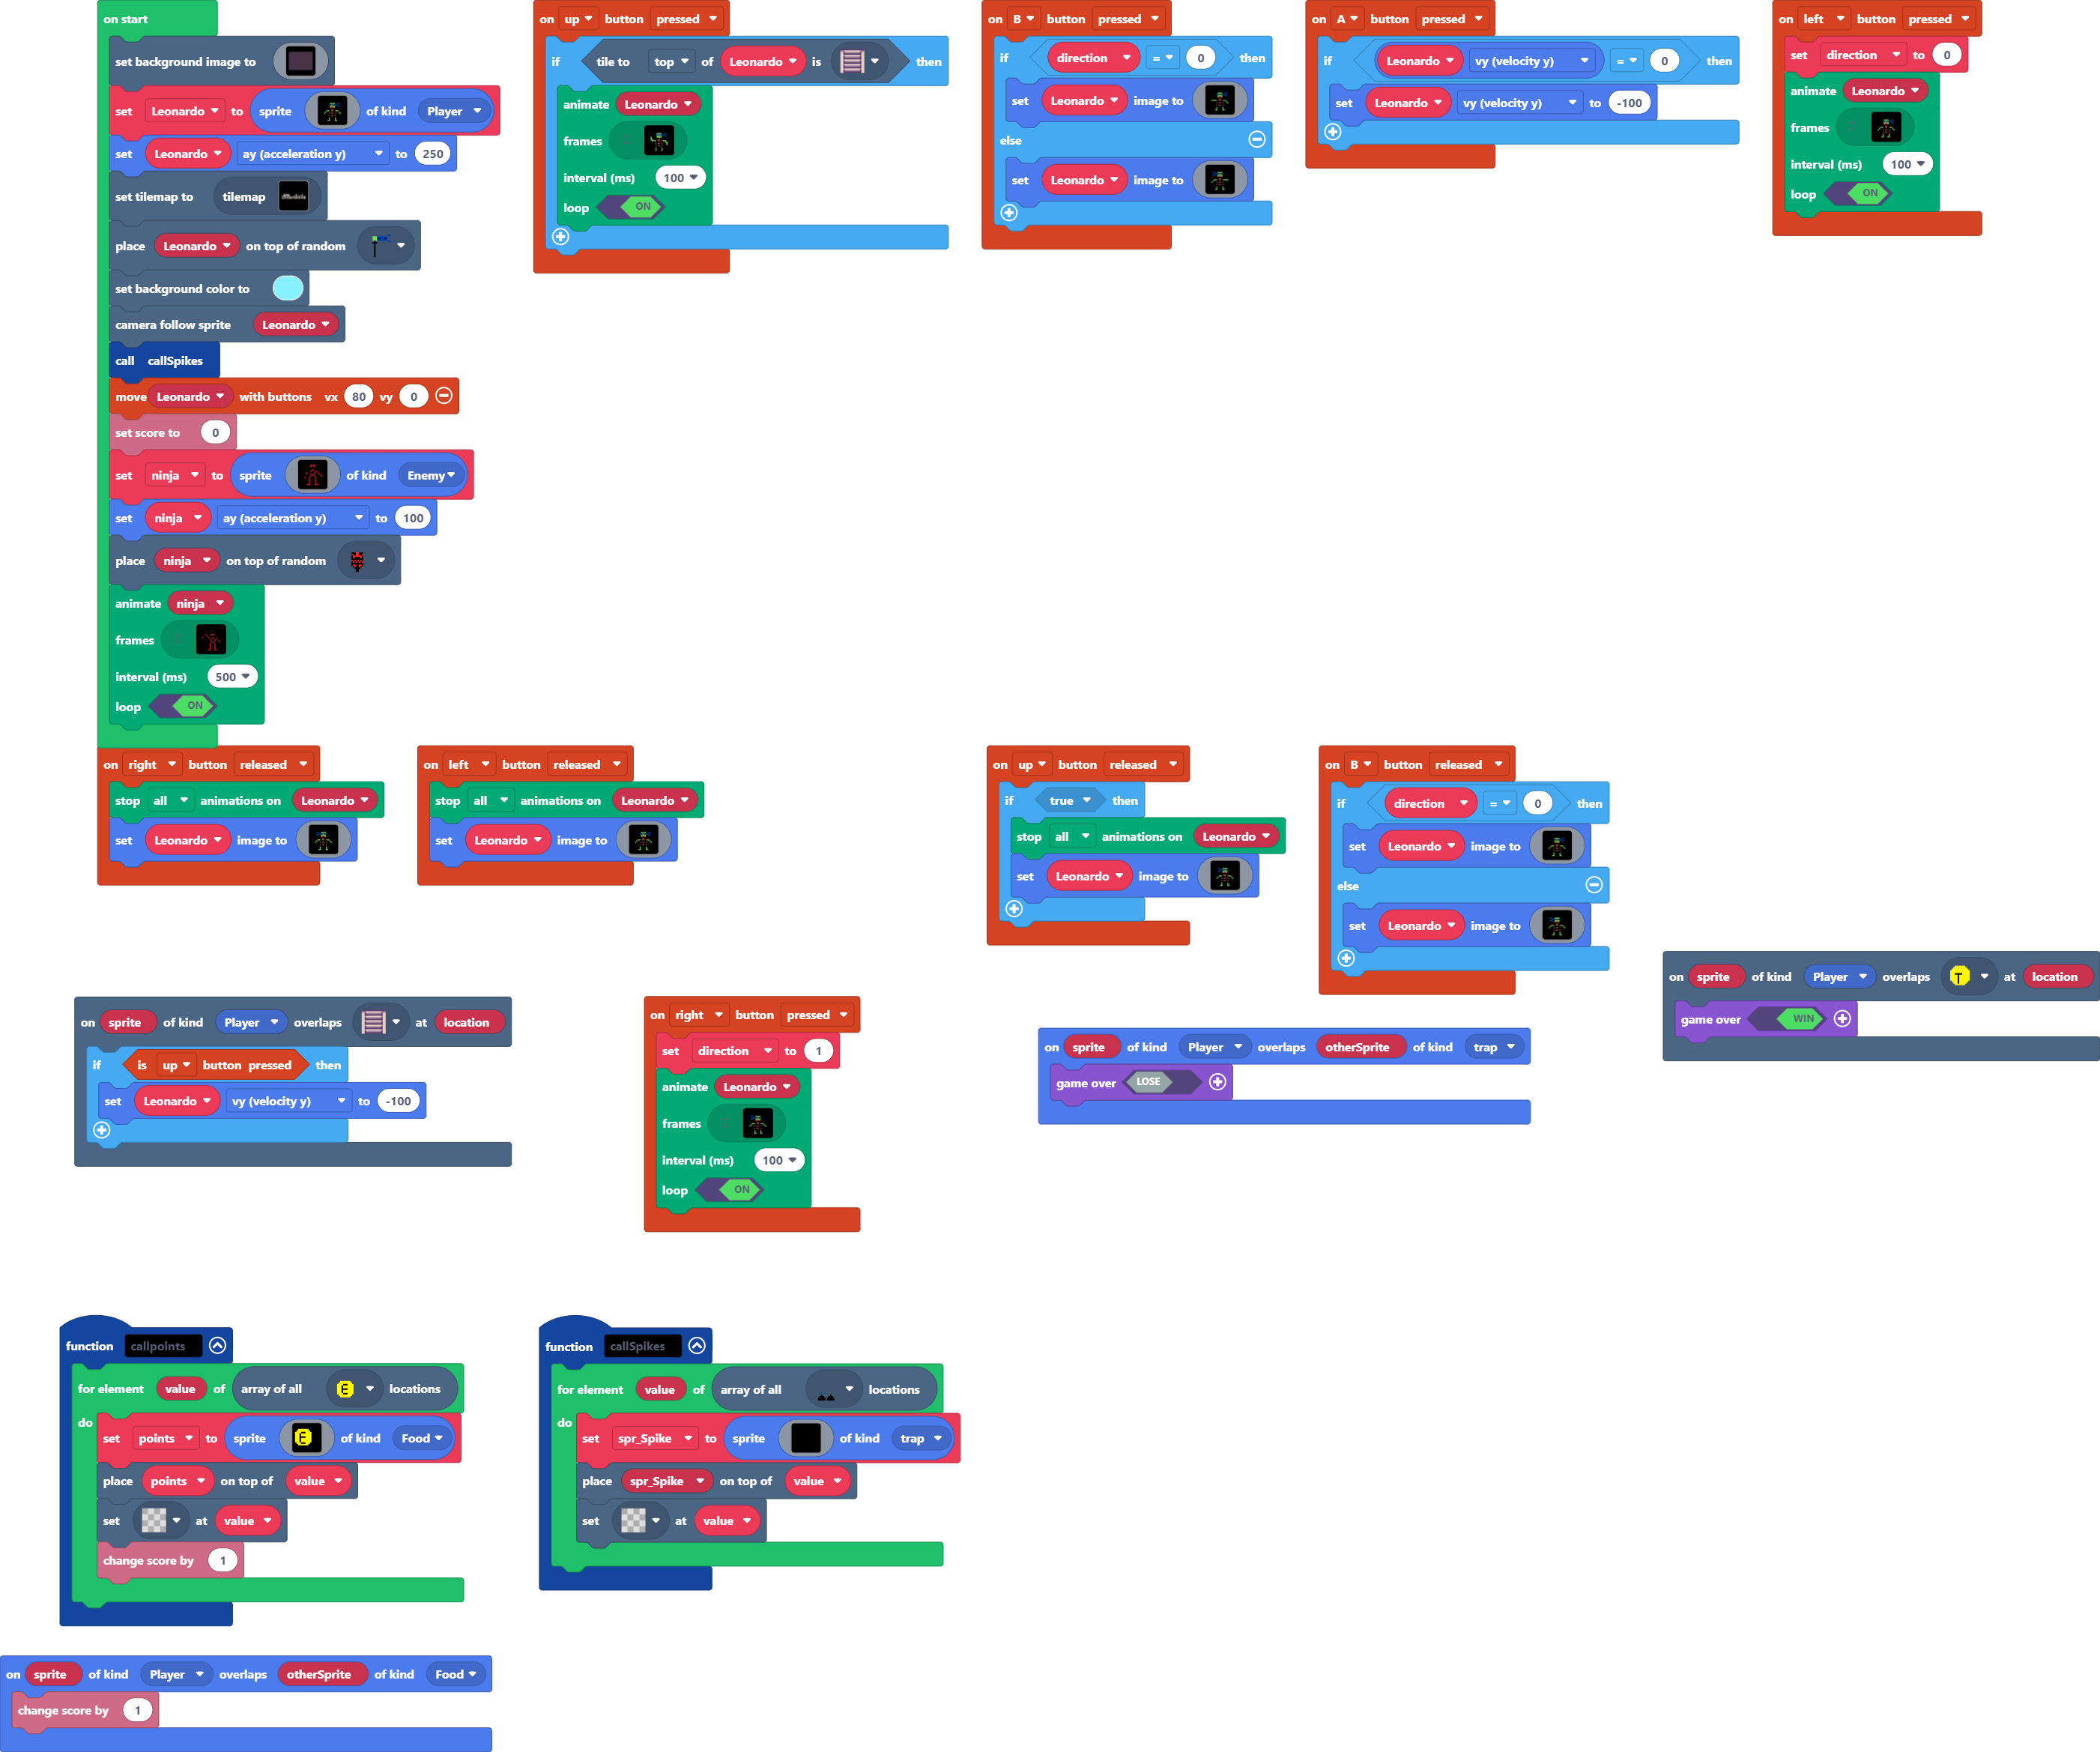 on start
set background image to
set Leonardo to sprite of kind Player
set Leonardo ay (acceleration y) to 250
set tilemap to tilemap
place Leonardo on top of random
set background color to
camera follow sprite Leonardo
call callSpikes
move Leonardo with buttons vx 80 vy 0
set score to 0
set ninja to sprite of kind Enemy
set ninja ay (acceleration y) to 100
place ninja on top of random
animate ninja
frames
interval (ms) 500
loop ON
on up button pressed
if tile to top of Leonardo is then
animate Leonardo
frames
interval (ms) 100
loop ON
on B button pressed
if direction = 0 then
set Leonardo image to
else
set Leonardo image to
on A button pressed
if Leonardo vy (velocity y) = 0 then
set Leonardo vy (velocity y) to -100
on left button pressed
set direction to 0
animate Leonardo
frames
interval (ms) 100
loop ON
on right button released
stop all animations on Leonardo
set Leonardo image to
on left button released
stop all animations on Leonardo
set Leonardo image to
on up button released
if true then
stop all animations on Leonardo
set Leonardo image to
on B button released
if direction = 0 then
set Leonardo image to
else
set Leonardo image to
on sprite of kind Player overlaps T at location
game over WIN
on sprite of kind Player overlaps at location
if is up button pressed then
set Leonardo vy (velocity y) to -100
on right button pressed
set direction to 1
animate Leonardo
frames
interval (ms) 100
loop ON
on sprite of kind Player overlaps otherSprite of kind trap
game over LOSE
function callpoints
for element value of array of all E locations
do
set points to sprite E of kind Food
place points on top of value
set at value
change score by 1
function callSpikes
for element value of array of all locations
do
set spr_Spike to sprite of kind trap
place spr_Spike on top of value
set at value
on sprite of kind Player overlaps otherSprite of kind Food
change score by 1